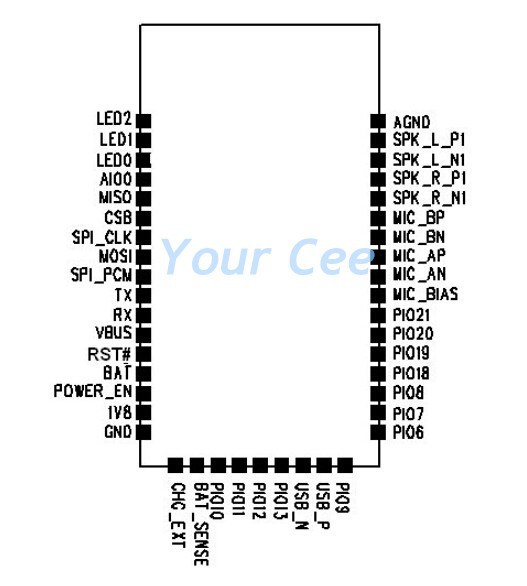 LED2
LED1
LED0
AIO0
MISO
CSB
SPI_CLK
MOSI
SPI_PCM
TX
RX
VBUS
RST#
BAT
POWER_EN
1V8
GND
AGND
SPK_L_P1
SPK_L_N1
SPK_R_P1
SPK_R_N1
MIC_BP
MIC_BN
MIC_AP
MIC_AN
MIC_BIAS
PIO21
PIO20
PIO19
PIO18
PIO8
PIO7
PIO6
CHG_EXT
BAT_SENSE
PIO10
PIO11
PIO12
PIO13
USB_N
USB_P
PIO9
Your Cee